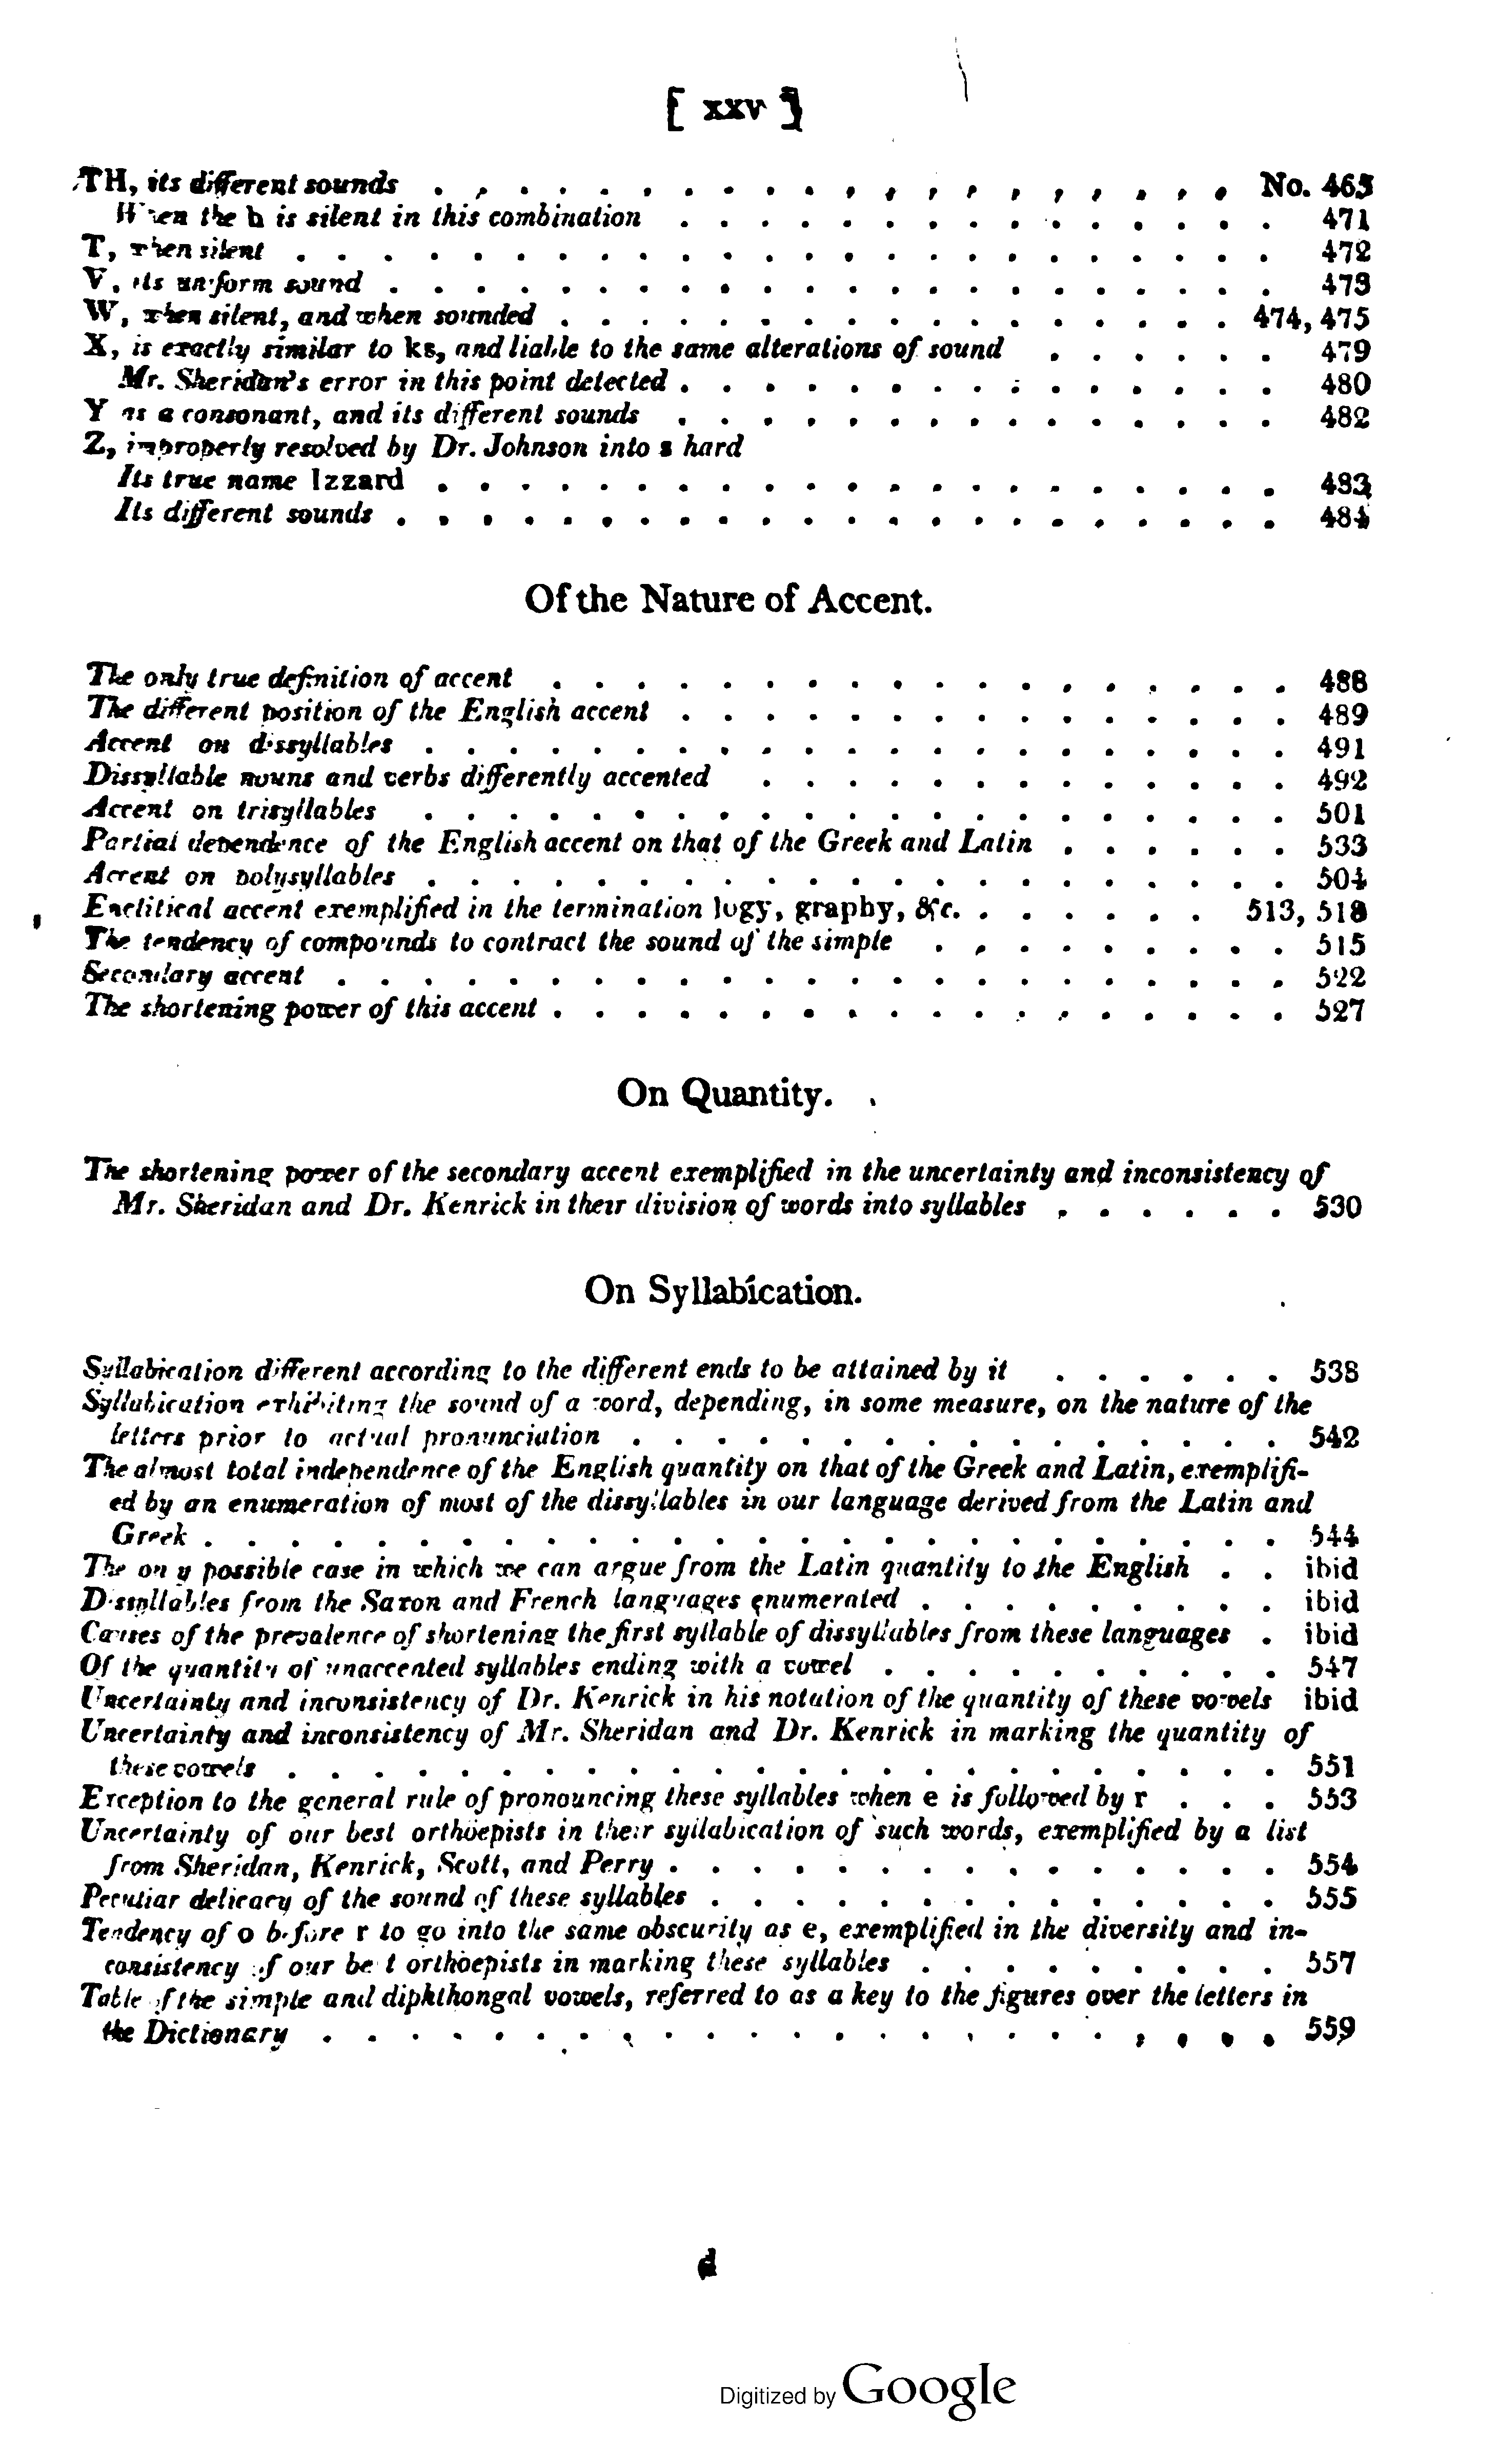 [ xxv ]
TH, its different sounds . . . . . . . . . . . . . . . . . . . . No. 465
When the h is silent in this combination . . . . . . . . . . . . . . . 471
T, when silent . . . . . . . . . . . . . . . . . . . . . . . . 472
V, its uniform sound . . . . . . . . . . . . . . . . . . . . . . 473
W, when silent, and when sounded . . . . . . . . . . . . . . . . . 474, 475
X, is exactly similar to ks, and liable to the same alterations of sound . . . . . . 479
Mr. Sheridan's error in this point detected . . . . . . . . . . . . . . . 480
Y as a consonant, and its different sounds . . . . . . . . . . . . . . . 482
Z, improperly resolved by Dr. Johnson into s hard
Its true name Izzard . . . . . . . . . . . . . . . . . . . . . 483
Its different sounds . . . . . . . . . . . . . . . . . . . . . . 484
Of the Nature of Accent.
The only true definition of accent . . . . . . . . . . . . . . . . . . 488
The different position of the English accent . . . . . . . . . . . . . . . 489
Accent on dissyllables . . . . . . . . . . . . . . . . . . . . . 491
Dissyllable nouns and verbs differently accented . . . . . . . . . . . . . 492
Accent on trisyllables . . . . . . . . . . . . . . . . . . . . . 501
Partial dependence of the English accent on that of the Greek and Latin . . . . . . 533
Accent on polysyllables . . . . . . . . . . . . . . . . . . . . . 504
Enclitical accent exemplified in the termination logy, graphy, &c. . . . . . . 513, 518
The tendency of compounds to contract the sound of the simple . . . . . . . . . 515
Secondary accent . . . . . . . . . . . . . . . . . . . . . . . 522
The shortening power of this accent . . . . . . . . . . . . . . . . . . 527
On Quantity.
The shortening power of the secondary accent exemplified in the uncertainty and inconsistency of
Mr. Sheridan and Dr. Kenrick in their division of words into syllables . . . . . . 530
On Syllabication.
Syllabication different according to the different ends to be attained by it . . . . . . 538
Syllabication exhibiting the sound of a word, depending, in some measure, on the nature of the
letters prior to actual pronunciation . . . . . . . . . . . . . . . . 542
The almost total independence of the English quantity on that of the Greek and Latin, exemplifi-
ed by an enumeration of most of the dissyllables in our language derived from the Latin and
Greek . . . . . . . . . . . . . . . . . . . . . . . . . . 544
The only possible case in which we can argue from the Latin quantity to the English . . ibid
Dissyllables from the Saxon and French languages enumerated . . . . . . . . . ibid
Causes of the prevalence of shortening the first syllable of dissyllables from these languages . ibid
Of the quantity of unaccented syllables ending with a vowel . . . . . . . . . . 547
Uncertainty and inconsistency of Dr. Kenrick in his notation of the quantity of these vowels ibid
Uncertainty and inconsistency of Mr. Sheridan and Dr. Kenrick in marking the quantity of
these vowels . . . . . . . . . . . . . . . . . . . . . . . . 551
Exception to the general rule of pronouncing these syllables when e is followed by r . . . 553
Uncertainty of our best orthöepists in their syllabication of such words, exemplified by a list
from Sheridan, Kenrick, Scott, and Perry . . . . . . . . . . . . . . . 554
Peculiar delicacy of the sound of these syllables . . . . . . . . . . . . . . 555
Tendency of o before r to go into the same obscurity as e, exemplified in the diversity and in-
consistency of our best orthöepists in marking these syllables . . . . . . . . . 557
Table of the simple and diphthongal vowels, referred to as a key to the figures over the letters in
the Dictionary . . . . . . . . . . . . . . . . . . . . . . . 559
d
Digitized by Google